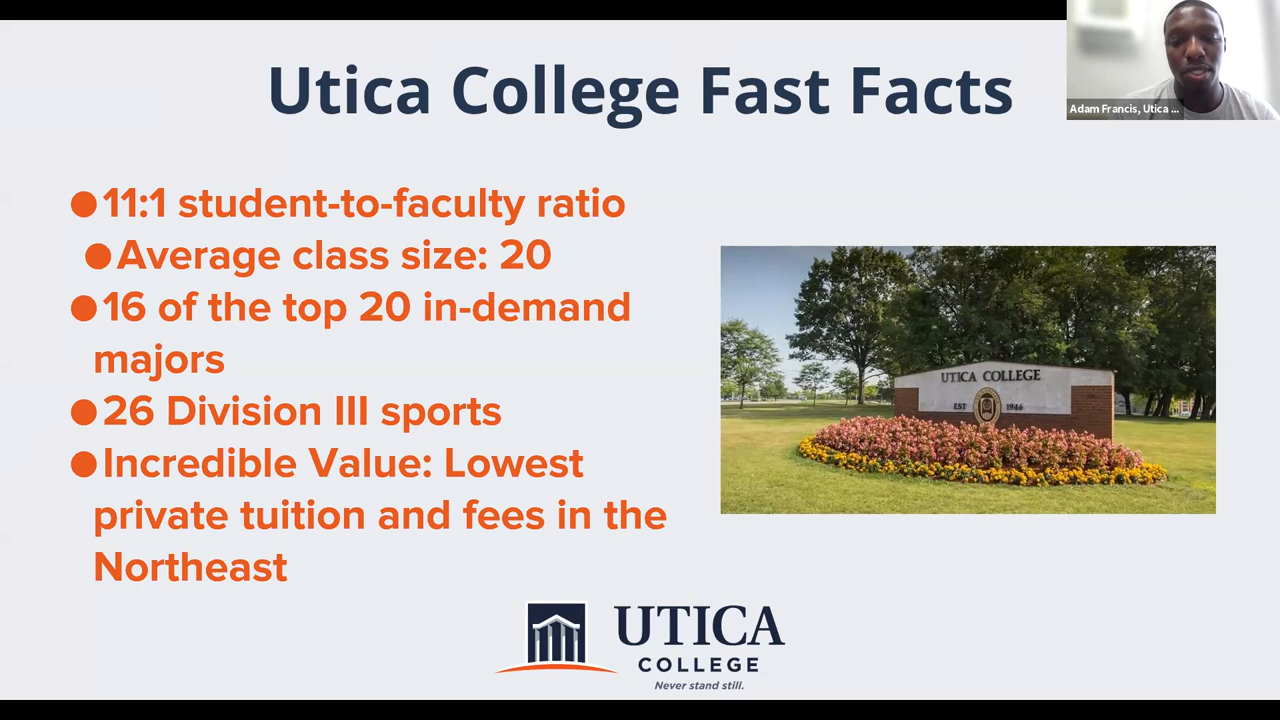 Utica College Fast Facts
Adam Francis, Utica ...
●11:1 student-to-faculty ratio
●Average class size: 20
●16 of the top 20 in-demand
majors
●26 Division III sports
●Incredible Value: Lowest
private tuition and fees in the
Northeast
UTICA COLLEGE
EST 1946
UTICA
COLLEGE
Never stand still.